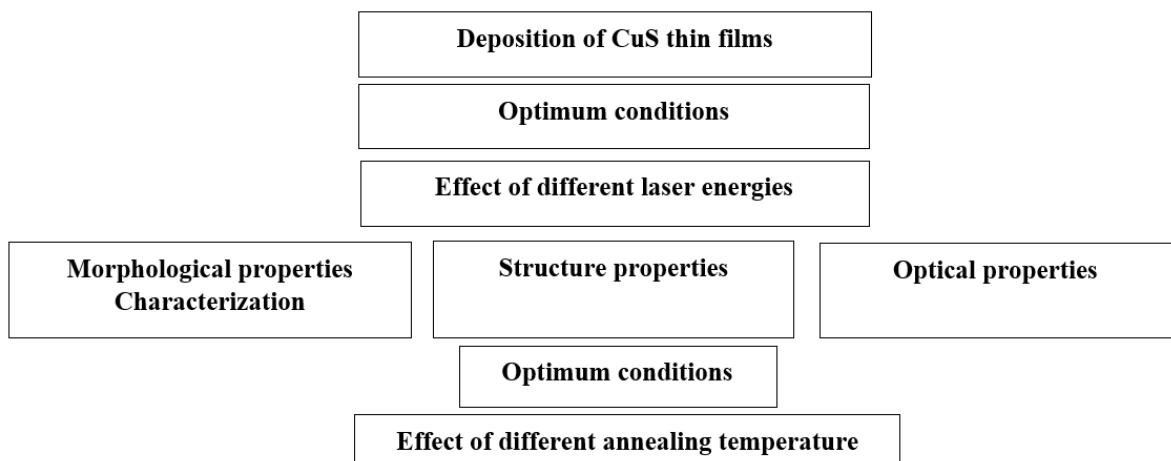 Deposition of CuS thin films
Optimum conditions
Effect of different laser energies
Morphological properties
Characterization
Structure properties
Optical properties
Optimum conditions
Effect of different annealing temperature